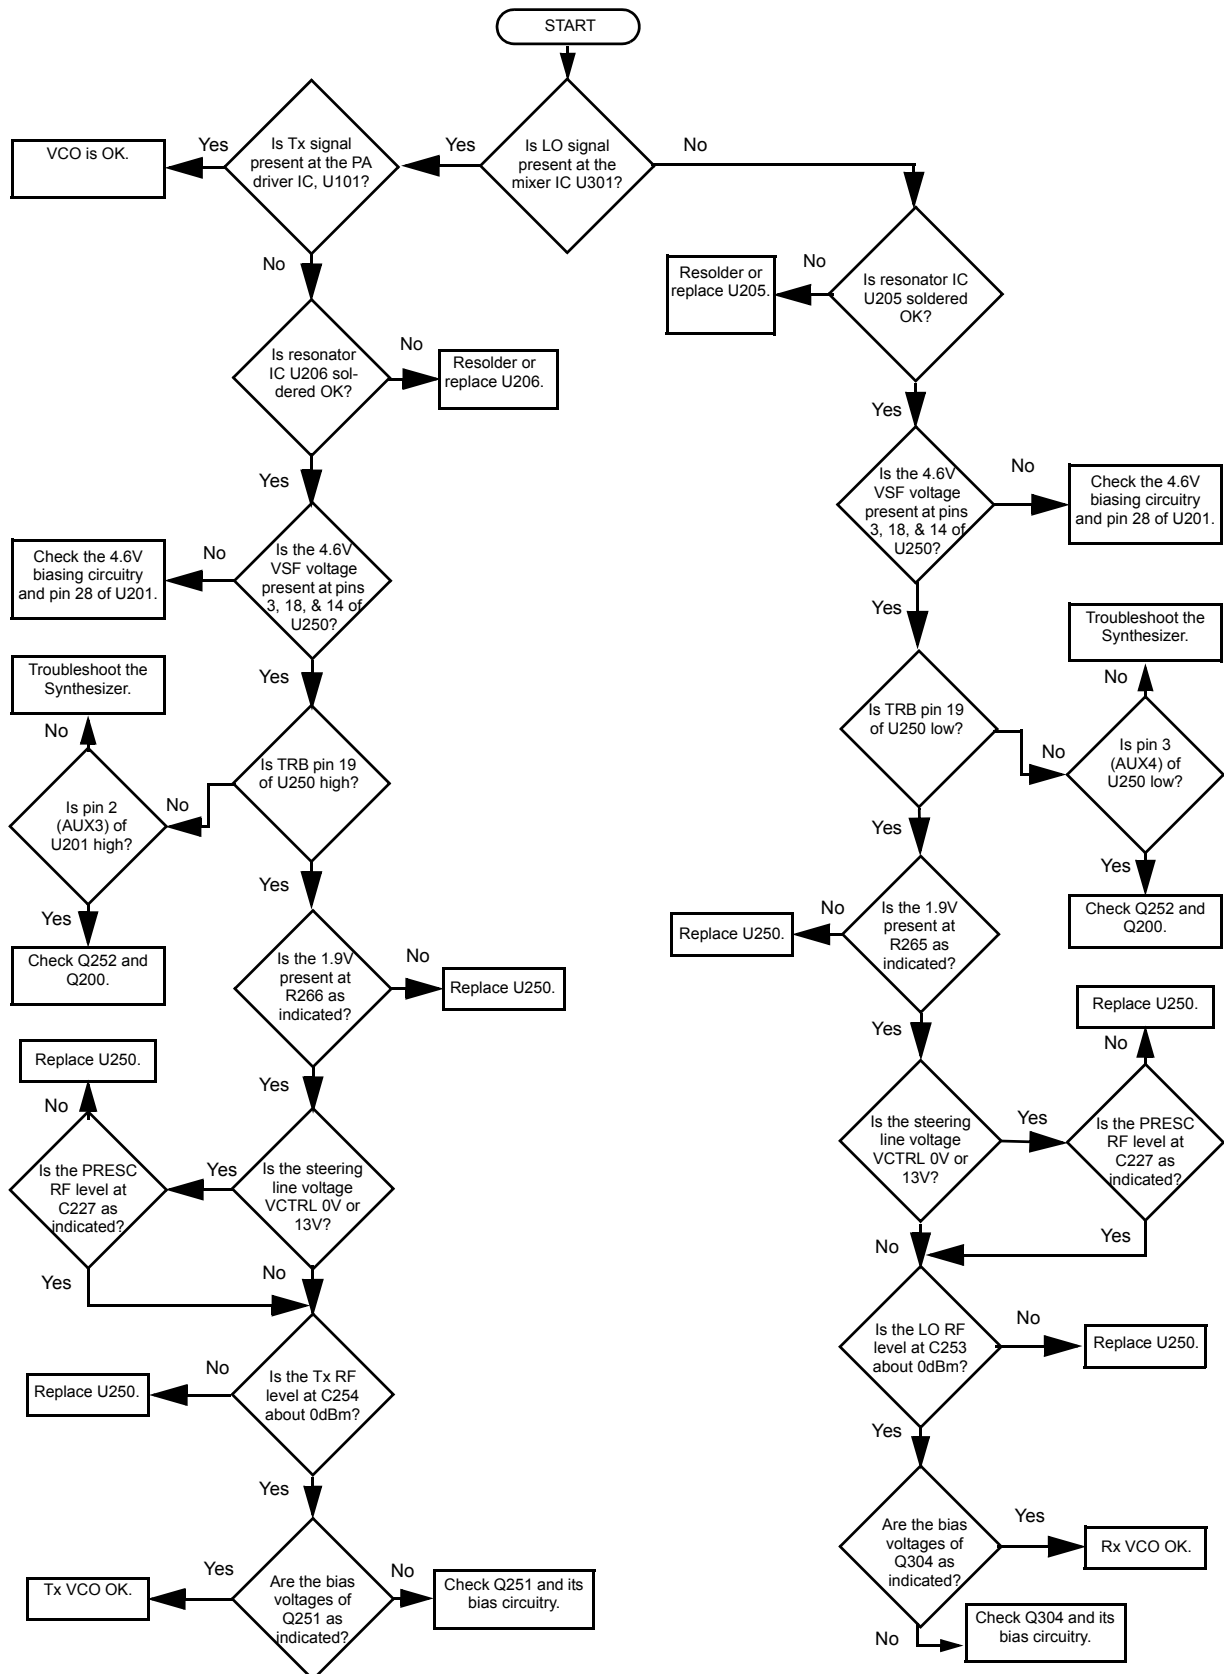 START
Is LO signal
present at the
mixer IC U301?
Yes
No
Is Tx signal
present at the PA
driver IC, U101?
Yes
VCO is OK.
No
Is resonator
IC U206 sol-
dered OK?
No
Resolder or
replace U206.
Yes
Is the 4.6V
VSF voltage
present at pins
3, 18, & 14 of
U250?
No
Check the 4.6V
biasing circuitry
and pin 28 of U201.
Yes
Is TRB pin 19
of U250 high?
No
Is pin 2
(AUX3) of
U201 high?
No
Troubleshoot the
Synthesizer.
Yes
Check Q252 and
Q200.
Yes
Is the 1.9V
present at
R266 as
indicated?
No
Replace U250.
Yes
Is the steering
line voltage
VCTRL 0V or
13V?
Yes
Is the PRESC
RF level at
C227 as
indicated?
No
Replace U250.
Yes
No
Is the Tx RF
level at C254
about 0dBm?
No
Replace U250.
Yes
Are the bias
voltages of
Q251 as
indicated?
Yes
Tx VCO OK.
No
Check Q251 and its
bias circuitry.
Is resonator IC
U205 soldered
OK?
No
Resolder or
replace U205.
Yes
Is the 4.6V
VSF voltage
present at pins
3, 18, & 14 of
U250?
No
Check the 4.6V
biasing circuitry
and pin 28 of U201.
Yes
Is TRB pin 19
of U250 low?
No
Is pin 3
(AUX4) of
U250 low?
No
Troubleshoot the
Synthesizer.
Yes
Check Q252 and
Q200.
Yes
Is the 1.9V
present at
R265 as
indicated?
No
Replace U250.
Yes
Is the steering
line voltage
VCTRL 0V or
13V?
Yes
Is the PRESC
RF level at
C227 as
indicated?
No
Replace U250.
Yes
No
Is the LO RF
level at C253
about 0dBm?
No
Replace U250.
Yes
Are the bias
voltages of
Q304 as
indicated?
Yes
Rx VCO OK.
No
Check Q304 and its
bias circuitry.